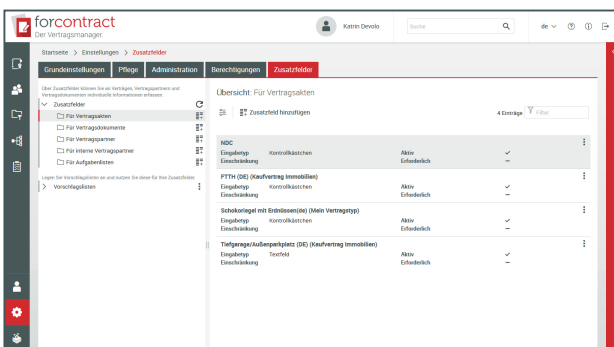 forcontract
Der Vertragsmanager.
Katrin Devolo
Suche
de
Startseite > Einstellungen > Zusatzfelder
Grundeinstellungen
Pflege
Administration
Berechtigungen
Zusatzfelder
Über Zusatzfelder können Sie an Verträgen, Vertragspartnern und
Vertragsdokumenten individuelle Informationen erfassen.
Zusatzfelder
Für Vertragsakten
Für Vertragsdokumente
Für Vertragspartner
Für interne Vertragspartner
Für Aufgabenlisten
Legen Sie Vorschlagslisten an und nutzen Sie diese für Ihre Zusatzfelder.
Vorschlagslisten
Übersicht: Für Vertragsakten
Zusatzfeld hinzufügen
4 Einträge
Filter
NDC
Eingabetyp Kontrollkästchen Aktiv ✓
Einschränkung Erforderlich –
FTTH (DE) (Kaufvertrag Immobilien)
Eingabetyp Kontrollkästchen Aktiv ✓
Einschränkung Erforderlich –
Schokoriegel mit Erdnüssen(de) (Mein Vertragstyp)
Eingabetyp Kontrollkästchen Aktiv ✓
Einschränkung Erforderlich –
Tiefgarage/Außenparkplatz (DE) (Kaufvertrag Immobilien)
Eingabetyp Textfeld Aktiv ✓
Einschränkung Erforderlich –